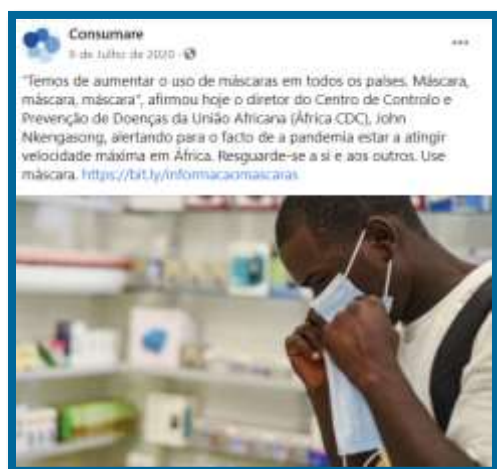 Consumare
8 de Julho de 2020 ·
"Temos de aumentar o uso de máscaras em todos os países. Máscara,
máscara, máscara", afirmou hoje o diretor do Centro de Controlo e
Prevenção de Doenças da União Africana (África CDC), John
Nkengasong, alertando para o facto de a pandemia estar a atingir
velocidade máxima em África. Resguarde-se a si e aos outros. Use
máscara. https://bit.ly/informacaomascaras